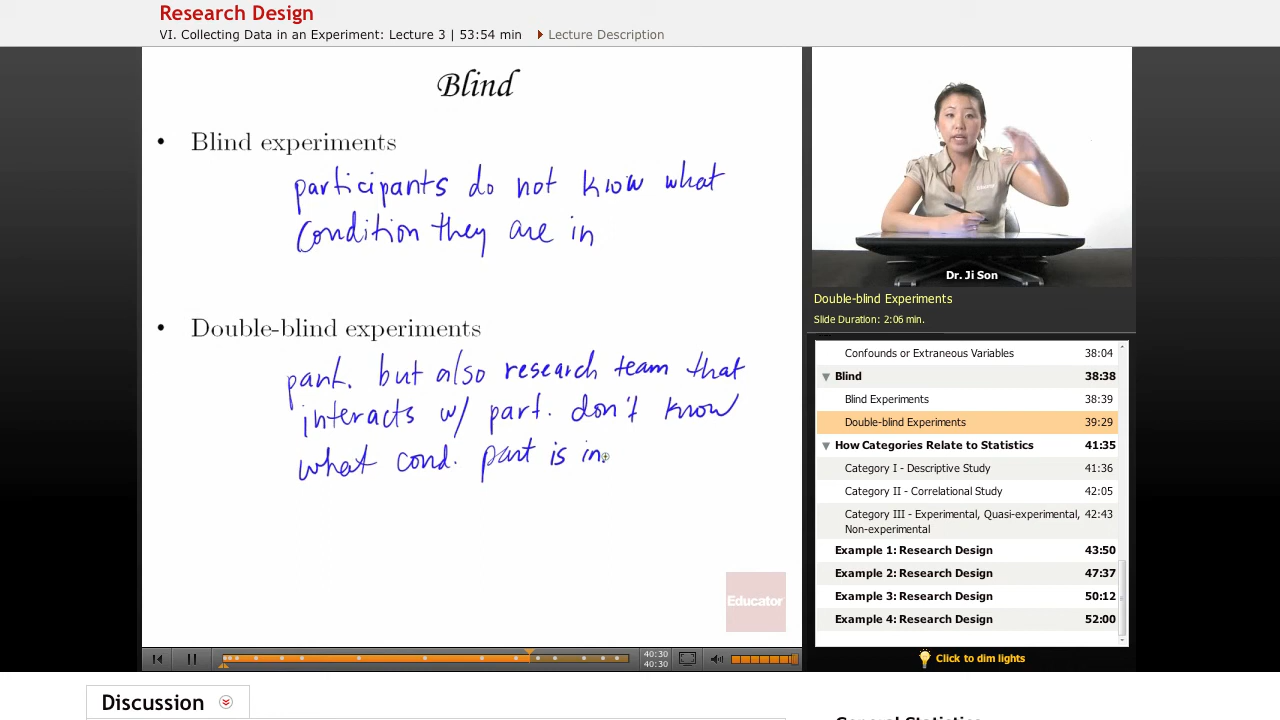 Research Design
VI. Collecting Data in an Experiment: Lecture 3 | 53:54 min
Lecture Description
Blind
• Blind experiments
participants do not know what
condition they are in
• Double-blind experiments
part. but also research team that
interacts w/ part. don't know
what cond. part is in
Educator
Dr. Ji Son
Double-blind Experiments
Slide Duration: 2:06 min.
Confounds or Extraneous Variables 38:04
Blind 38:38
Blind Experiments 38:39
Double-blind Experiments 39:29
How Categories Relate to Statistics 41:35
Category I - Descriptive Study 41:36
Category II - Correlational Study 42:05
Category III - Experimental, Quasi-experimental, 42:43
Non-experimental
Example 1: Research Design 43:50
Example 2: Research Design 47:37
Example 3: Research Design 50:12
Example 4: Research Design 52:00
40:30
40:30
Click to dim lights
Discussion
General Statistics